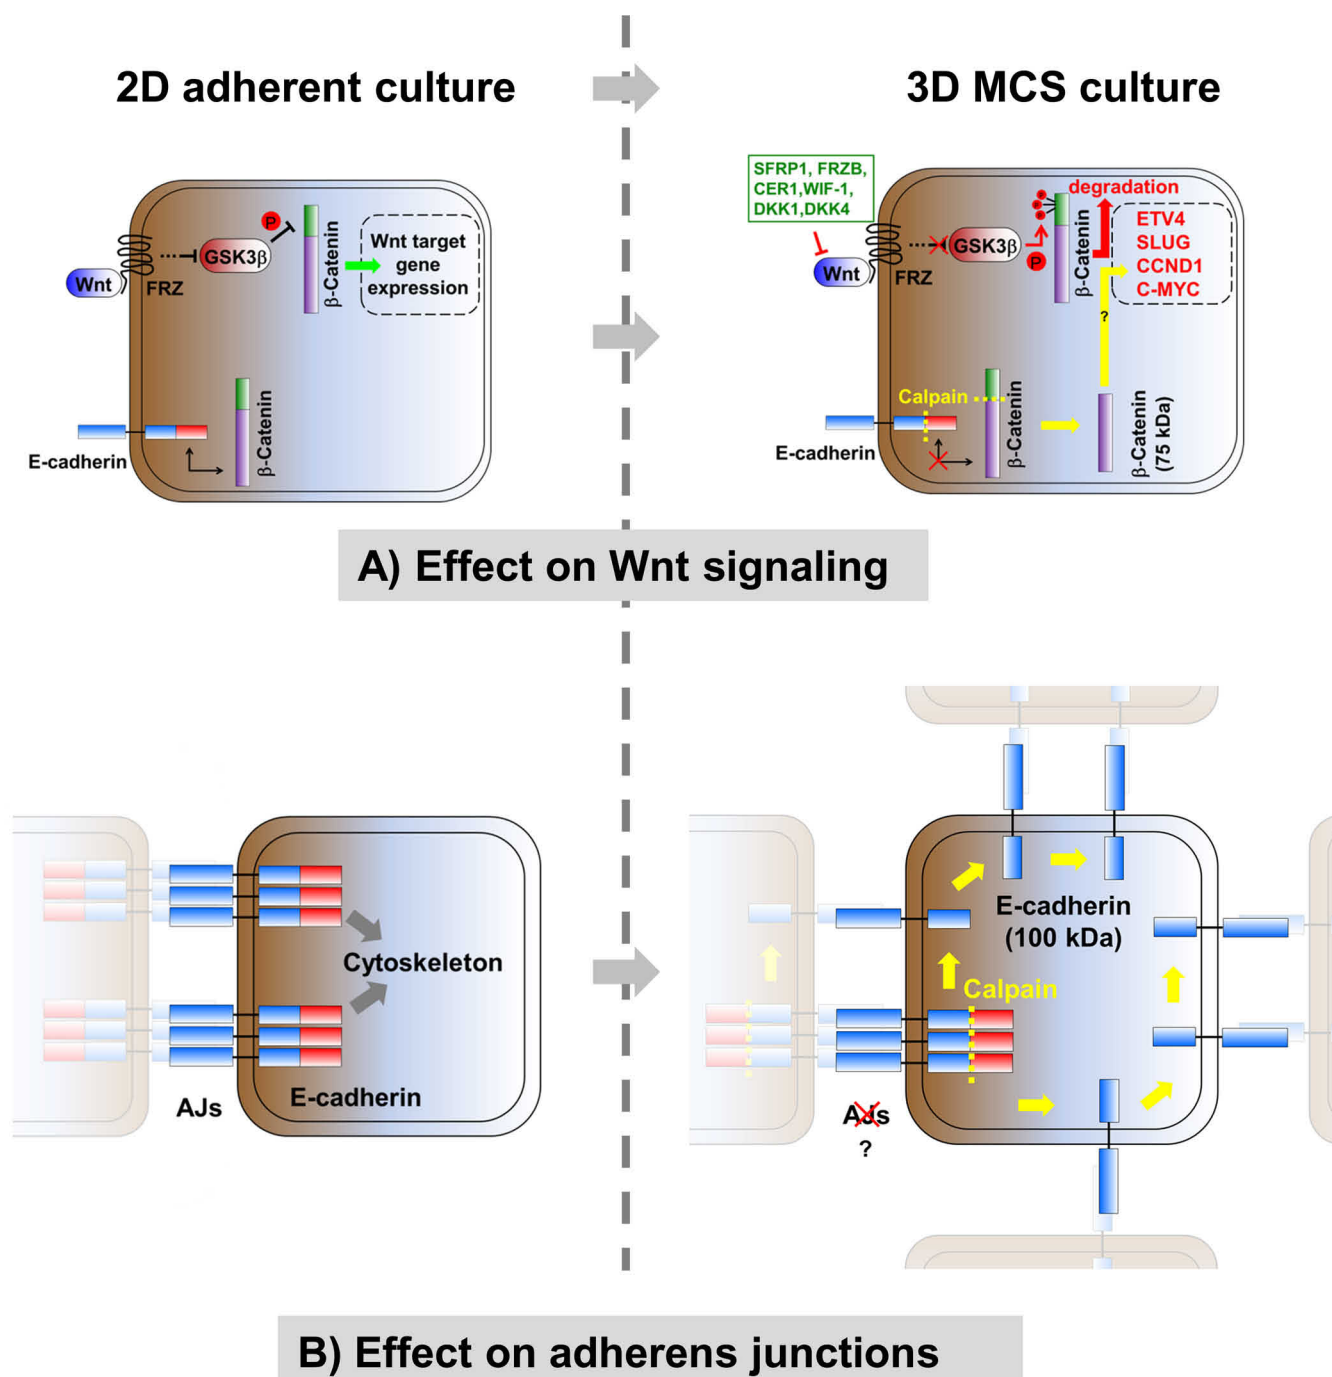 2D adherent culture
3D MCS culture
Wnt
FRZ
GSK3β
P
β-Catenin
Wnt target
gene
expression
E-cadherin
β-Catenin
SFRP1, FRZB,
CER1,WIF-1,
DKK1,DKK4
Wnt
FRZ
GSK3β
P
P
P
P
β-Catenin
degradation
ETV4
SLUG
CCND1
C-MYC
?
Calpain
E-cadherin
β-Catenin
β-Catenin
(75 kDa)
A) Effect on Wnt signaling
Cytoskeleton
E-cadherin
AJs
E-cadherin
(100 kDa)
Calpain
AJs
?
B) Effect on adherens junctions